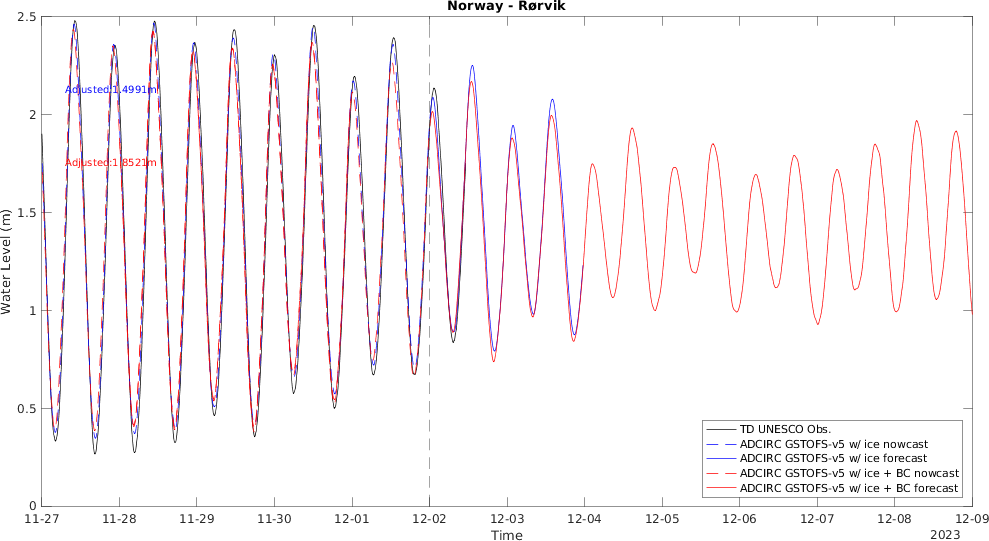 Norway - Rørvik
2.5
2
1.5
1
0.5
0
Water Level (m)
Adjusted:1.4991m
Adjusted:1.8521m
TD UNESCO Obs.
ADCIRC GSTOFS-v5 w/ ice nowcast
ADCIRC GSTOFS-v5 w/ ice forecast
ADCIRC GSTOFS-v5 w/ ice + BC nowcast
ADCIRC GSTOFS-v5 w/ ice + BC forecast
11-27 11-28 11-29 11-30 12-01 12-02 12-03 12-04 12-05 12-06 12-07 12-08 12-09
Time
2023